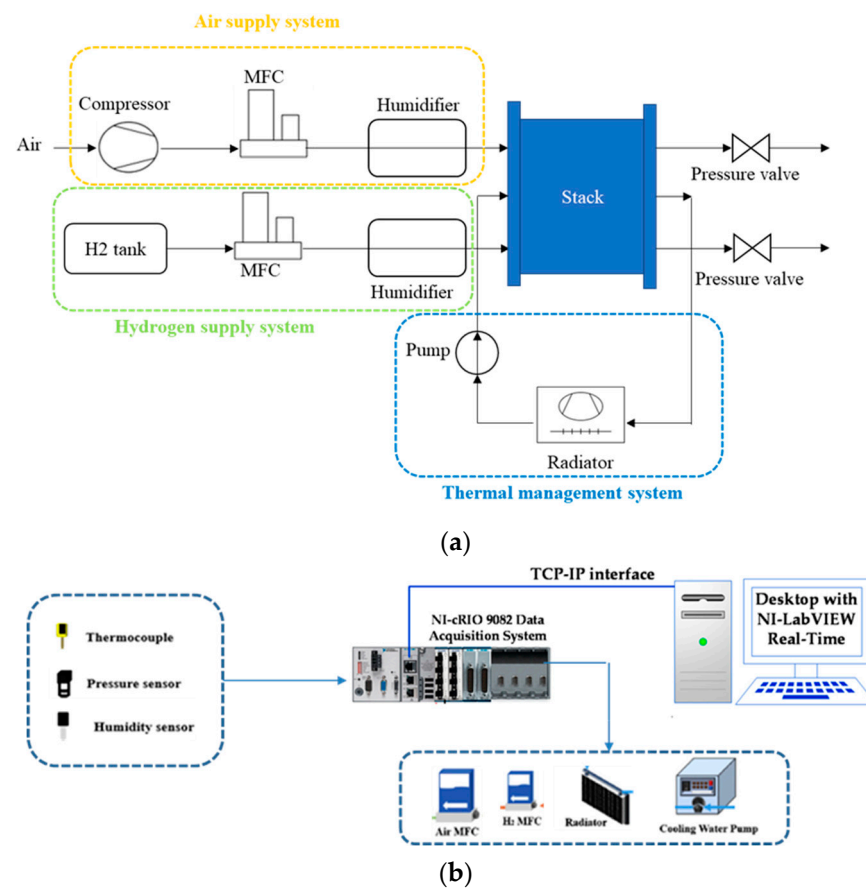 Air supply system
MFC
Compressor
Humidifier
Air
Pressure valve
Stack
H2 tank
MFC
Humidifier
Pressure valve
Hydrogen supply system
Pump
Radiator
Thermal management system
(a)
TCP-IP interface
NI-cRIO 9082 Data
Acquisition System
Desktop with
NI-LabVIEW
Real-Time
Thermocouple
Pressure sensor
Humidity sensor
Air MFC
H₂ MFC
Radiator
Cooling Water Pump
(b)